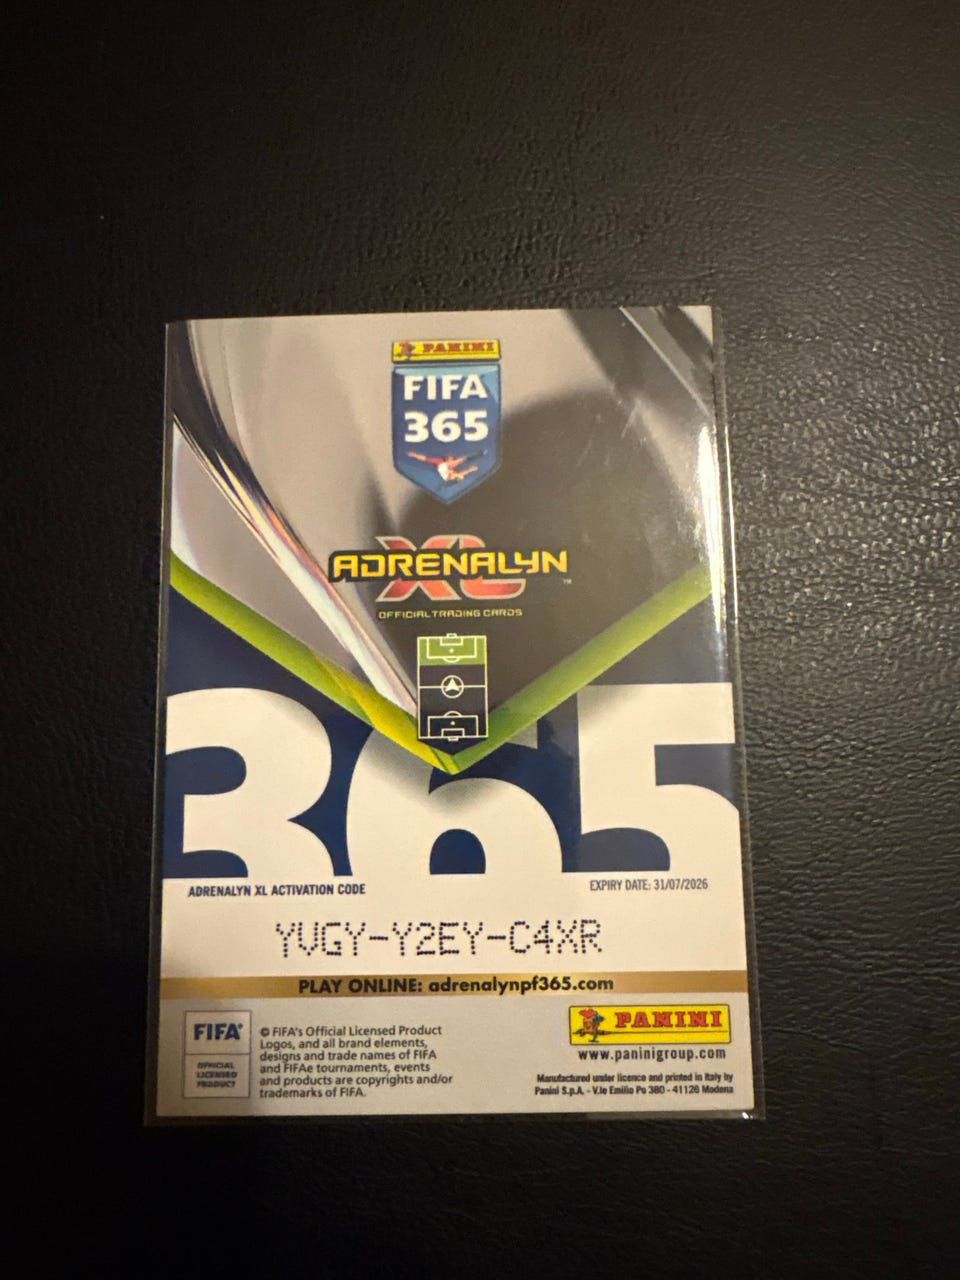 PANINI
FIFA
365
ADRENALYN
XL™
OFFICIAL TRADING CARDS
365
ADRENALYN XL ACTIVATION CODE
EXPIRY DATE: 31/07/2026
YVGY-Y2EY-C4XR
PLAY ONLINE: adrenalynpf365.com
FIFA®
OFFICIAL
LICENSED
PRODUCT
© FIFA's Official Licensed Product
Logos, and all brand elements,
designs and trade names of FIFA
and FIFAe tournaments, events
and products are copyrights and/or
trademarks of FIFA.
PANINI
www.paninigroup.com
Manufactured under licence and printed in Italy by
Panini S.p.A. - V.le Emilio Po 380 - 41126 Modena